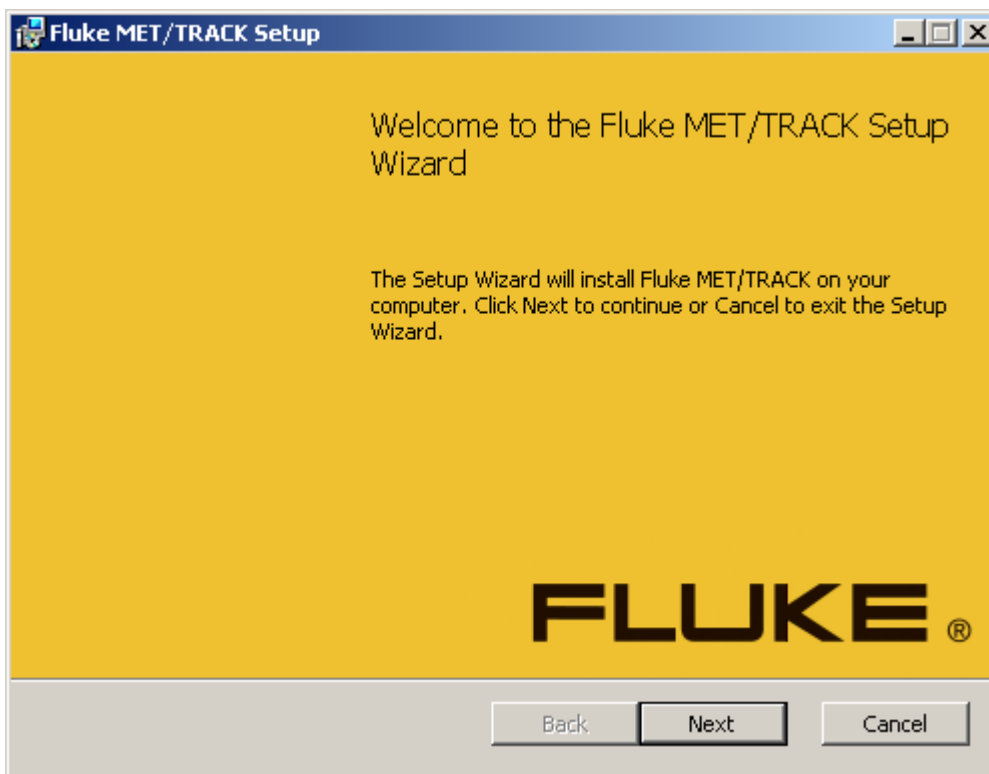 Fluke MET/TRACK Setup
Welcome to the Fluke MET/TRACK Setup
Wizard
The Setup Wizard will install Fluke MET/TRACK on your
computer. Click Next to continue or Cancel to exit the Setup
Wizard.
FLUKE ®
Back Next Cancel